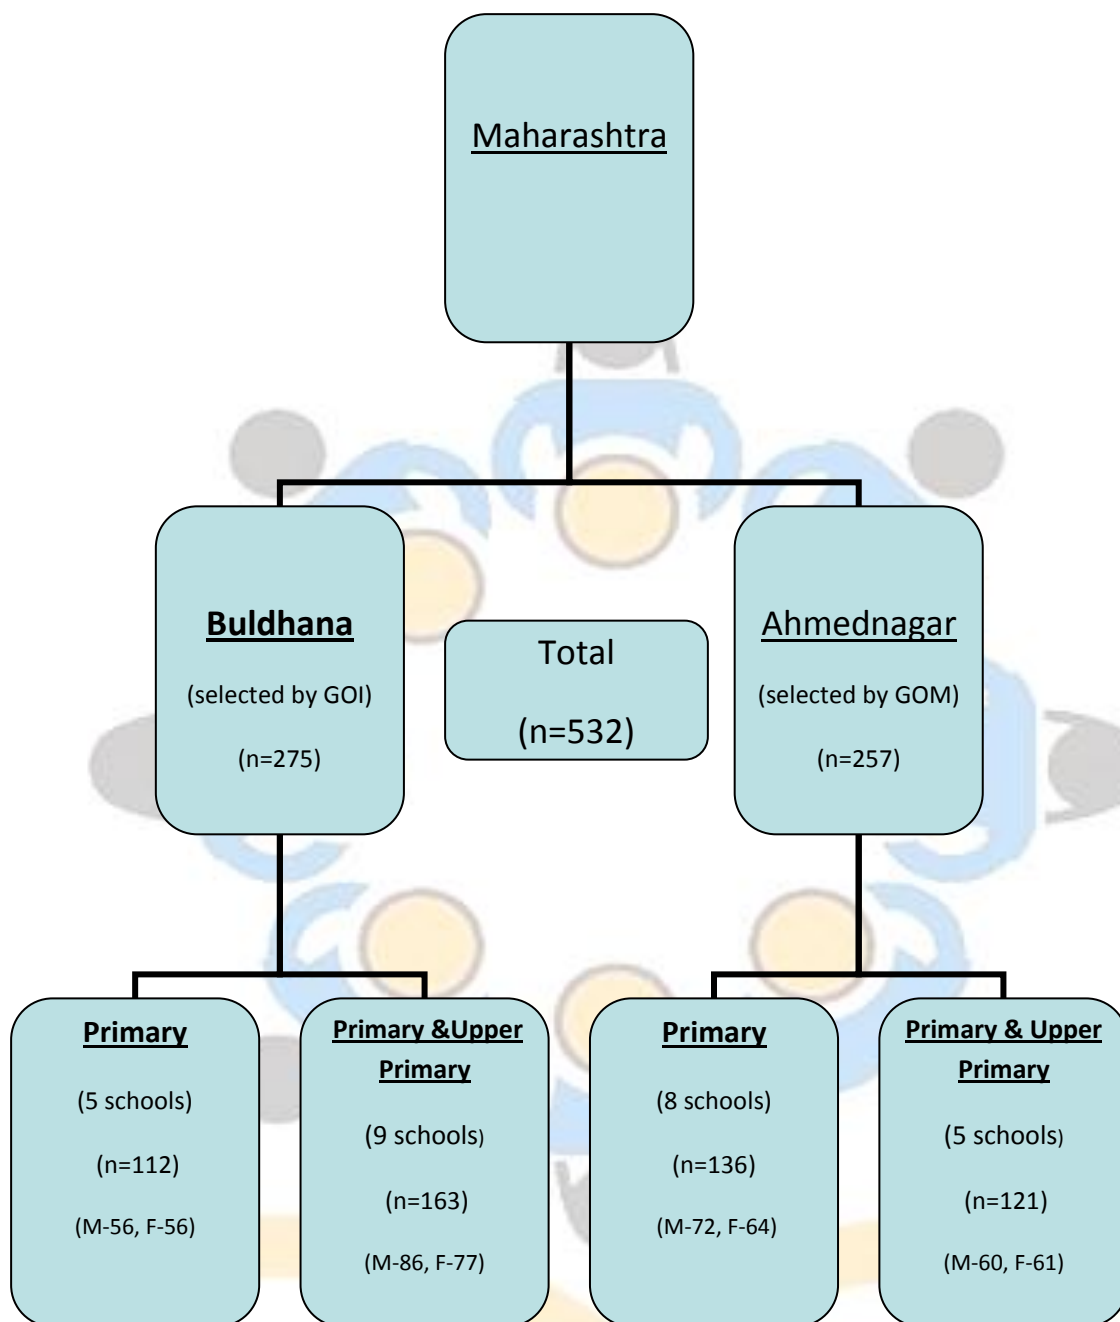 Maharashtra
Buldhana
(selected by GOI)
(n=275)
Total
(n=532)
Ahmednagar
(selected by GOM)
(n=257)
Primary
(5 schools)
(n=112)
(M-56, F-56)
Primary &Upper
Primary
(9 schools)
(n=163)
(M-86, F-77)
Primary
(8 schools)
(n=136)
(M-72, F-64)
Primary & Upper
Primary
(5 schools)
(n=121)
(M-60, F-61)